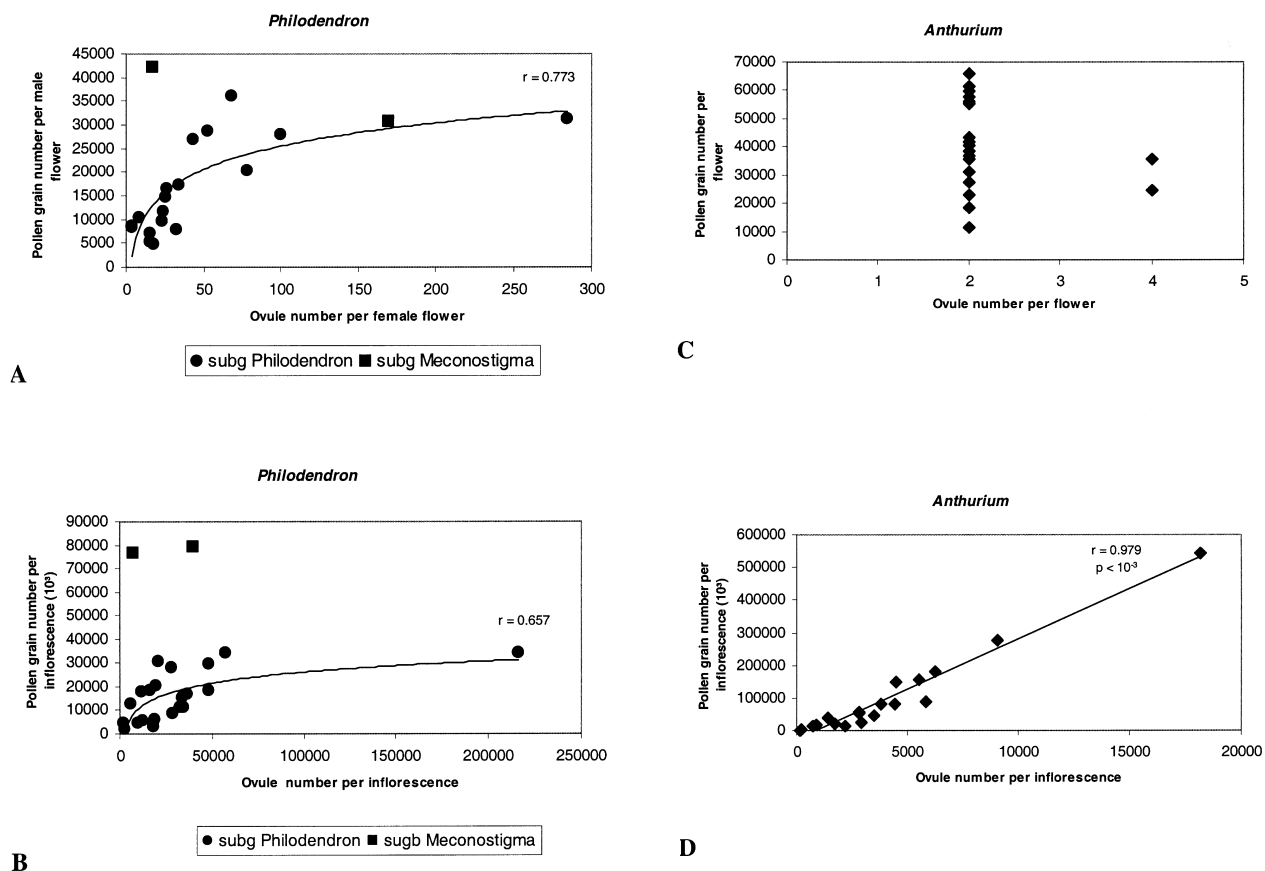 Philodendron
45000
40000
35000
30000
25000
20000
15000
10000
5000
0
Pollen grain number per male
flower
r = 0.773
0 50 100 150 200 250 300
Ovule number per female flower
subg Philodendron subg Meconostigma
A
Anthurium
70000
60000
50000
40000
30000
20000
10000
0
Pollen grain number per
flower
0 1 2 3 4 5
Ovule number per flower
C
Philodendron
90000
80000
70000
60000
50000
40000
30000
20000
10000
0
Pollen grain number per
inflorescence (10³)
r = 0.657
0 50000 100000 150000 200000 250000
Ovule number per inflorescence
subg Philodendron sugb Meconostigma
B
Anthurium
600000
500000
400000
300000
200000
100000
0
Pollen grain number per
inflorescence (10³)
r = 0.979
p < 10⁻³
0 5000 10000 15000 20000
Ovule number per inflorescence
D